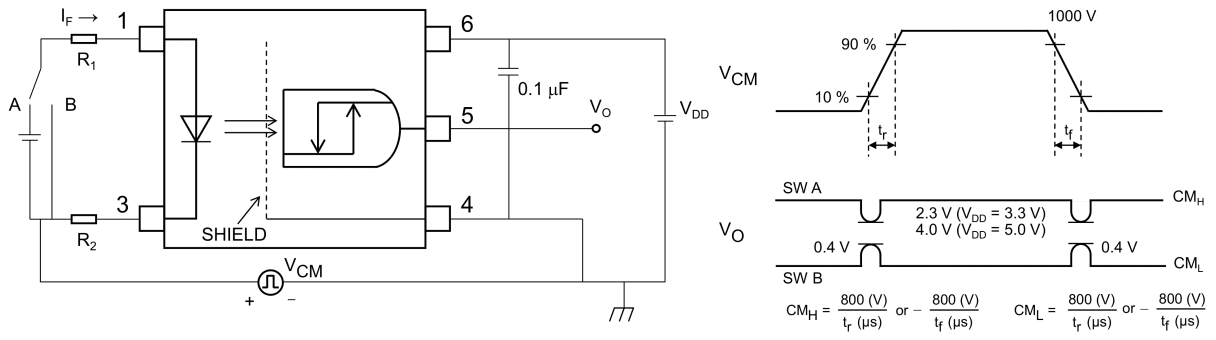 I_F →
1
R_1
A
B
3
R_2
SHIELD
V_CM
+
−
6
0.1 μF
V_O
V_DD
5
4
V_CM
1000 V
90 %
10 %
t_r
t_f
V_O
SW A
CM_H
2.3 V (V_DD = 3.3 V)
4.0 V (V_DD = 5.0 V)
0.4 V
0.4 V
CM_L
SW B
CM_H = 800 (V) / t_r (μs) or − 800 (V) / t_f (μs)
CM_L = 800 (V) / t_r (μs) or − 800 (V) / t_f (μs)